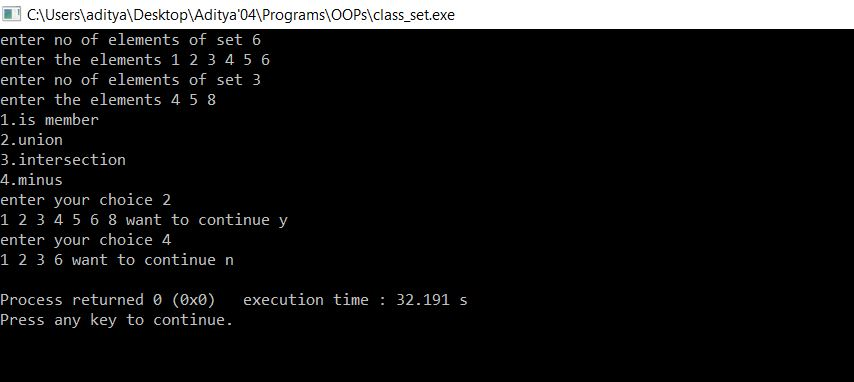 C:\Users\aditya\Desktop\Aditya'04\Programs\OOPs\class_set.exe
enter no of elements of set 6
enter the elements 1 2 3 4 5 6
enter no of elements of set 3
enter the elements 4 5 8
1.is member
2.union
3.intersection
4.minus
enter your choice 2
1 2 3 4 5 6 8 want to continue y
enter your choice 4
1 2 3 6 want to continue n
Process returned 0 (0x0)   execution time : 32.191 s
Press any key to continue.